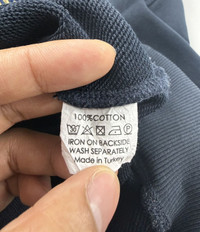 100%COTTON
IRON ON BACKSIDE
WASH SEPARATELY
Made in Turkey